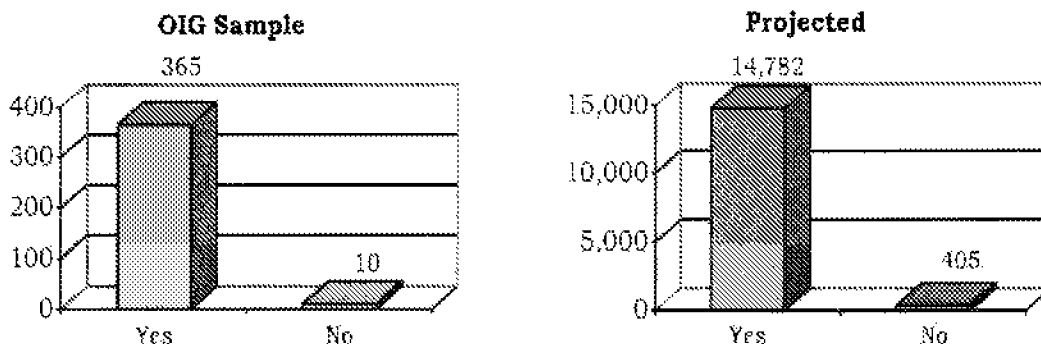 OIG Sample
365
400
300
200
100
0
10
Yes
No
Projected
14,782
15,000
10,000
5,000
0
405
Yes
No